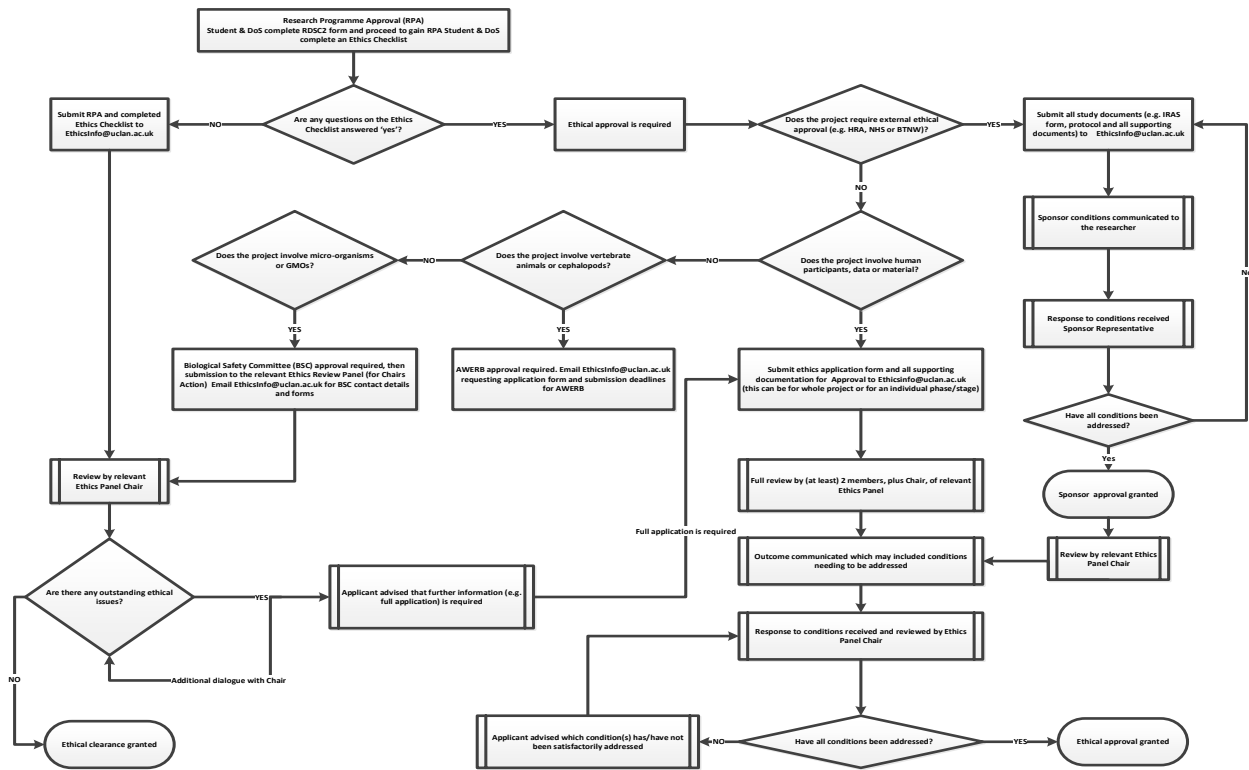 Research Programme Approval (RPA)
Student & DoS complete RDSC2 form and proceed to gain RPA Student & DoS
complete an Ethics Checklist
Submit RPA and completed
Ethics Checklist to
EthicsInfo@uclan.ac.uk
NO
Are any questions on the Ethics
Checklist answered ‘yes’?
YES
Ethical approval is required
Does the project require external ethical
approval (e.g. HRA, NHS or BTNW)?
YES
Submit all study documents (e.g. IRAS
form, protocol and all supporting
documents) to EthicsInfo@uclan.ac.uk
NO
Sponsor conditions communicated to
the researcher
Does the project involve micro-organisms
or GMOs?
NO
Does the project involve vertebrate
animals or cephalopods?
NO
Does the project involve human
participants, data or material?
YES
YES
YES
Response to conditions received
Sponsor Representative
Biological Safety Committee (BSC) approval required, then
submission to the relevant Ethics Review Panel (for Chairs
Action) Email EthicsInfo@uclan.ac.uk for BSC contact details
and forms
AWERB approval required. Email EthicsInfo@uclan.ac.uk
requesting application form and submission deadlines
for AWERB
Submit ethics application form and all supporting
documentation for Approval to EthicsInfo@uclan.ac.uk
(this can be for whole project or for an individual phase/stage)
Have all conditions been
addressed?
Yes
Review by relevant
Ethics Panel Chair
Full review by (at least) 2 members, plus Chair, of relevant
Ethics Panel
Sponsor approval granted
Full application is required
Outcome communicated which may included conditions
needing to be addressed
Review by relevant Ethics
Panel Chair
Are there any outstanding ethical
issues?
YES
Applicant advised that further information (e.g.
full application) is required
Response to conditions received and reviewed by Ethics
Panel Chair
NO
Additional dialogue with Chair
Ethical clearance granted
Applicant advised which condition(s) has/have not
been satisfactorily addressed
NO
Have all conditions been addressed?
YES
Ethical approval granted